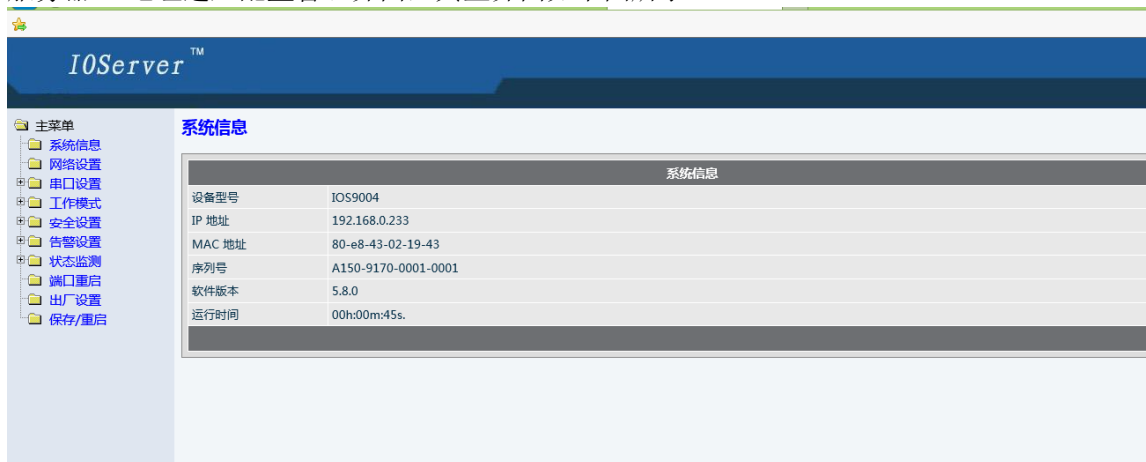 IOServer™
主菜单
系统信息
网络设置
串口设置
工作模式
安全设置
告警设置
状态监测
端口重启
出厂设置
保存/重启
系统信息
系统信息
设备型号 IOS9004
IP 地址 192.168.0.233
MAC 地址 80-e8-43-02-19-43
序列号 A150-9170-0001-0001
软件版本 5.8.0
运行时间 00h:00m:45s.